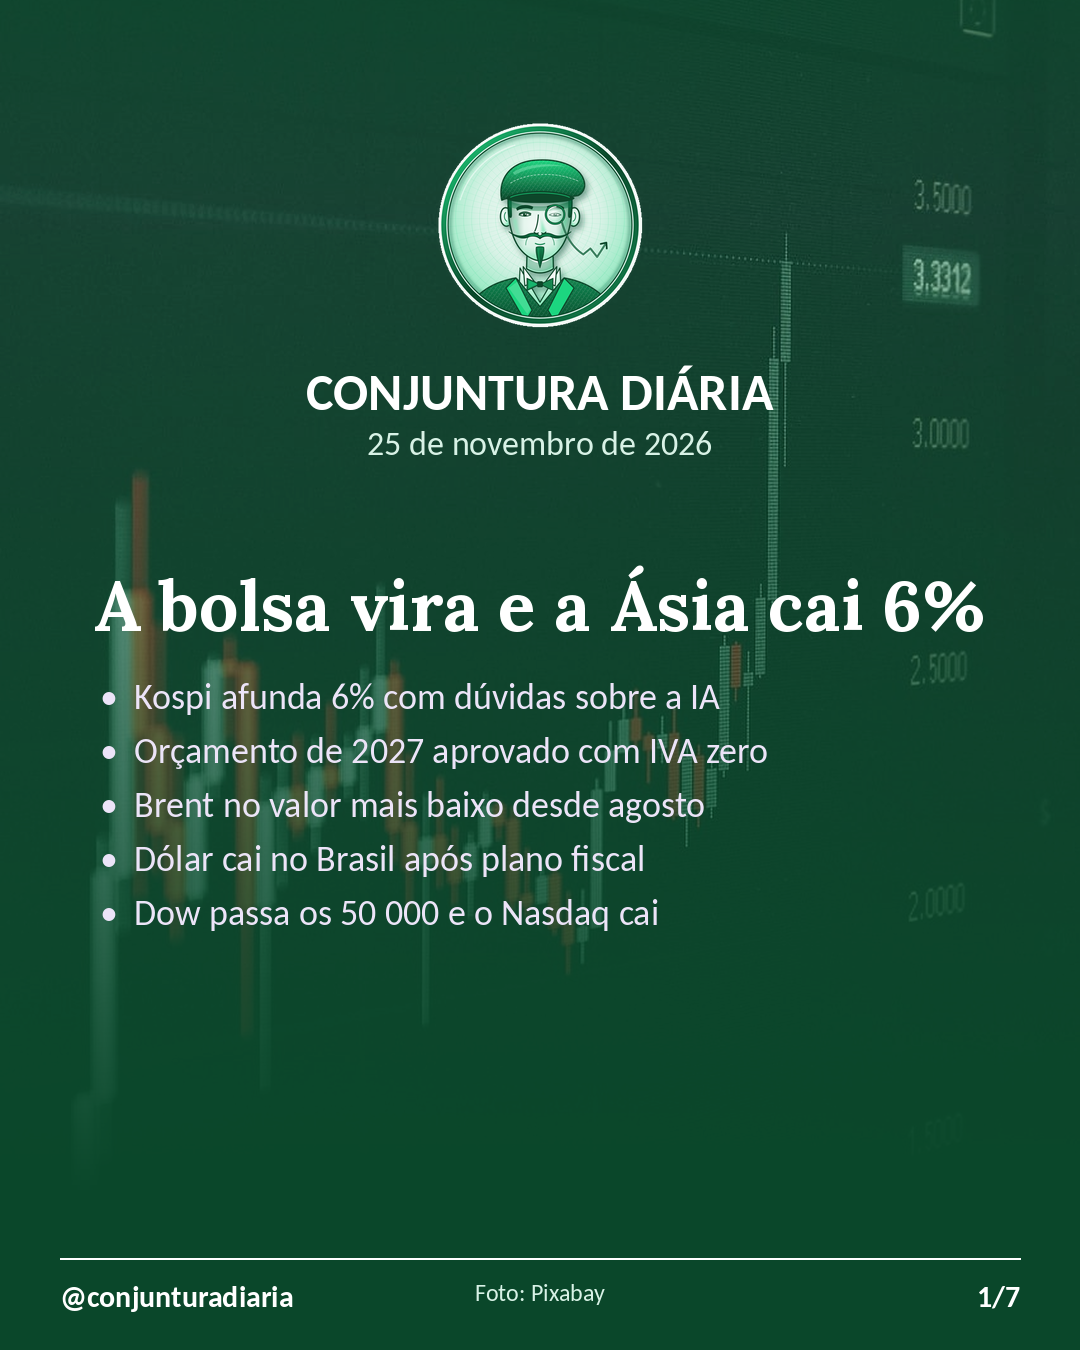 3.5000
3.3312
CONJUNTURA DIÁRIA
25 de novembro de 2026
3.0000
A bolsa vira e a Ásia cai 6%
2.5000
• Kospi afunda 6% com dúvidas sobre a IA
• Orçamento de 2027 aprovado com IVA zero
• Brent no valor mais baixo desde agosto
• Dólar cai no Brasil após plano fiscal
• Dow passa os 50 000 e o Nasdaq cai
2.0000
1.5000
@conjunturadiaria
Foto: Pixabay
1/7